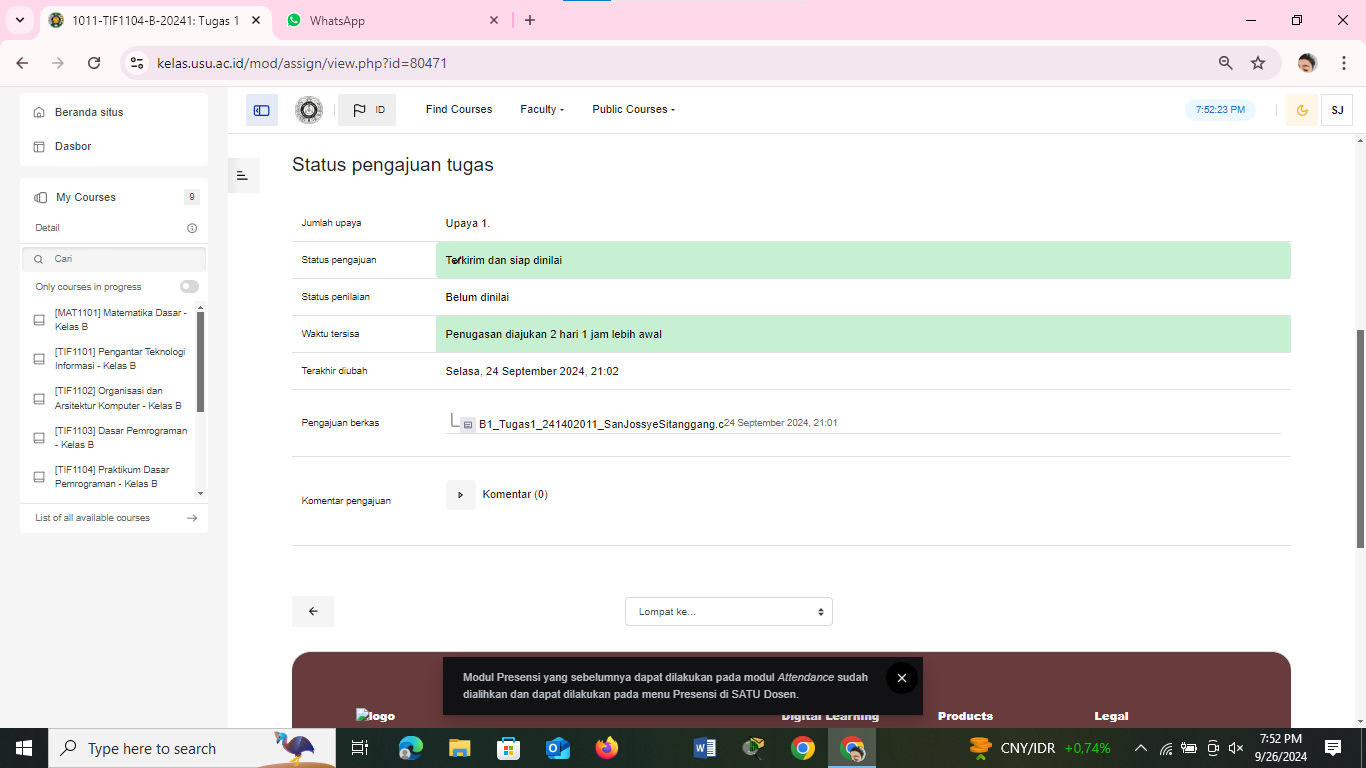 1011-TIF1104-B-20241: Tugas 1
WhatsApp
kelas.usu.ac.id/mod/assign/view.php?id=80471
Beranda situs
Dasbor
My Courses
9
Detail
Cari
Only courses in progress
[MAT1101] Matematika Dasar -
Kelas B
[TIF1101] Pengantar Teknologi
Informasi - Kelas B
[TIF1102] Organisasi dan
Arsitektur Komputer - Kelas B
[TIF1103] Dasar Pemrograman
- Kelas B
[TIF1104] Praktikum Dasar
Pemrograman - Kelas B
List of all available courses
ID
Find Courses
Faculty
Public Courses
7:52:23 PM
SJ
Status pengajuan tugas
Jumlah upaya
Upaya 1.
Status pengajuan
Terkirim dan siap dinilai
Status penilaian
Belum dinilai
Waktu tersisa
Penugasan diajukan 2 hari 1 jam lebih awal
Terakhir diubah
Selasa, 24 September 2024, 21:02
Pengajuan berkas
B1_Tugas1_241402011_SanJossyeSitanggang.c
24 September 2024, 21:01
Komentar pengajuan
Komentar (0)
Lompat ke...
Modul Presensi yang sebelumnya dapat dilakukan pada modul Attendance sudah
dialihkan dan dapat dilakukan pada menu Presensi di SATU Dosen.
logo
Digital Learning
Products
Legal
Type here to search
CNY/IDR
+0,74%
7:52 PM
9/26/2024